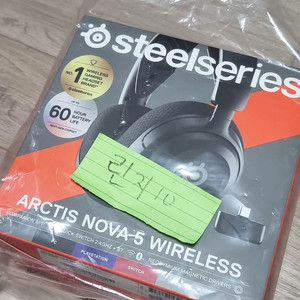 steelseries
NO.1
WIRELESS
GAMING
HEADSET
BRAND
60
HOUR
BATTERY
LIFE
린지10
ARCTIS NOVA 5 WIRELESS
PLAYSTATION
SWITCH